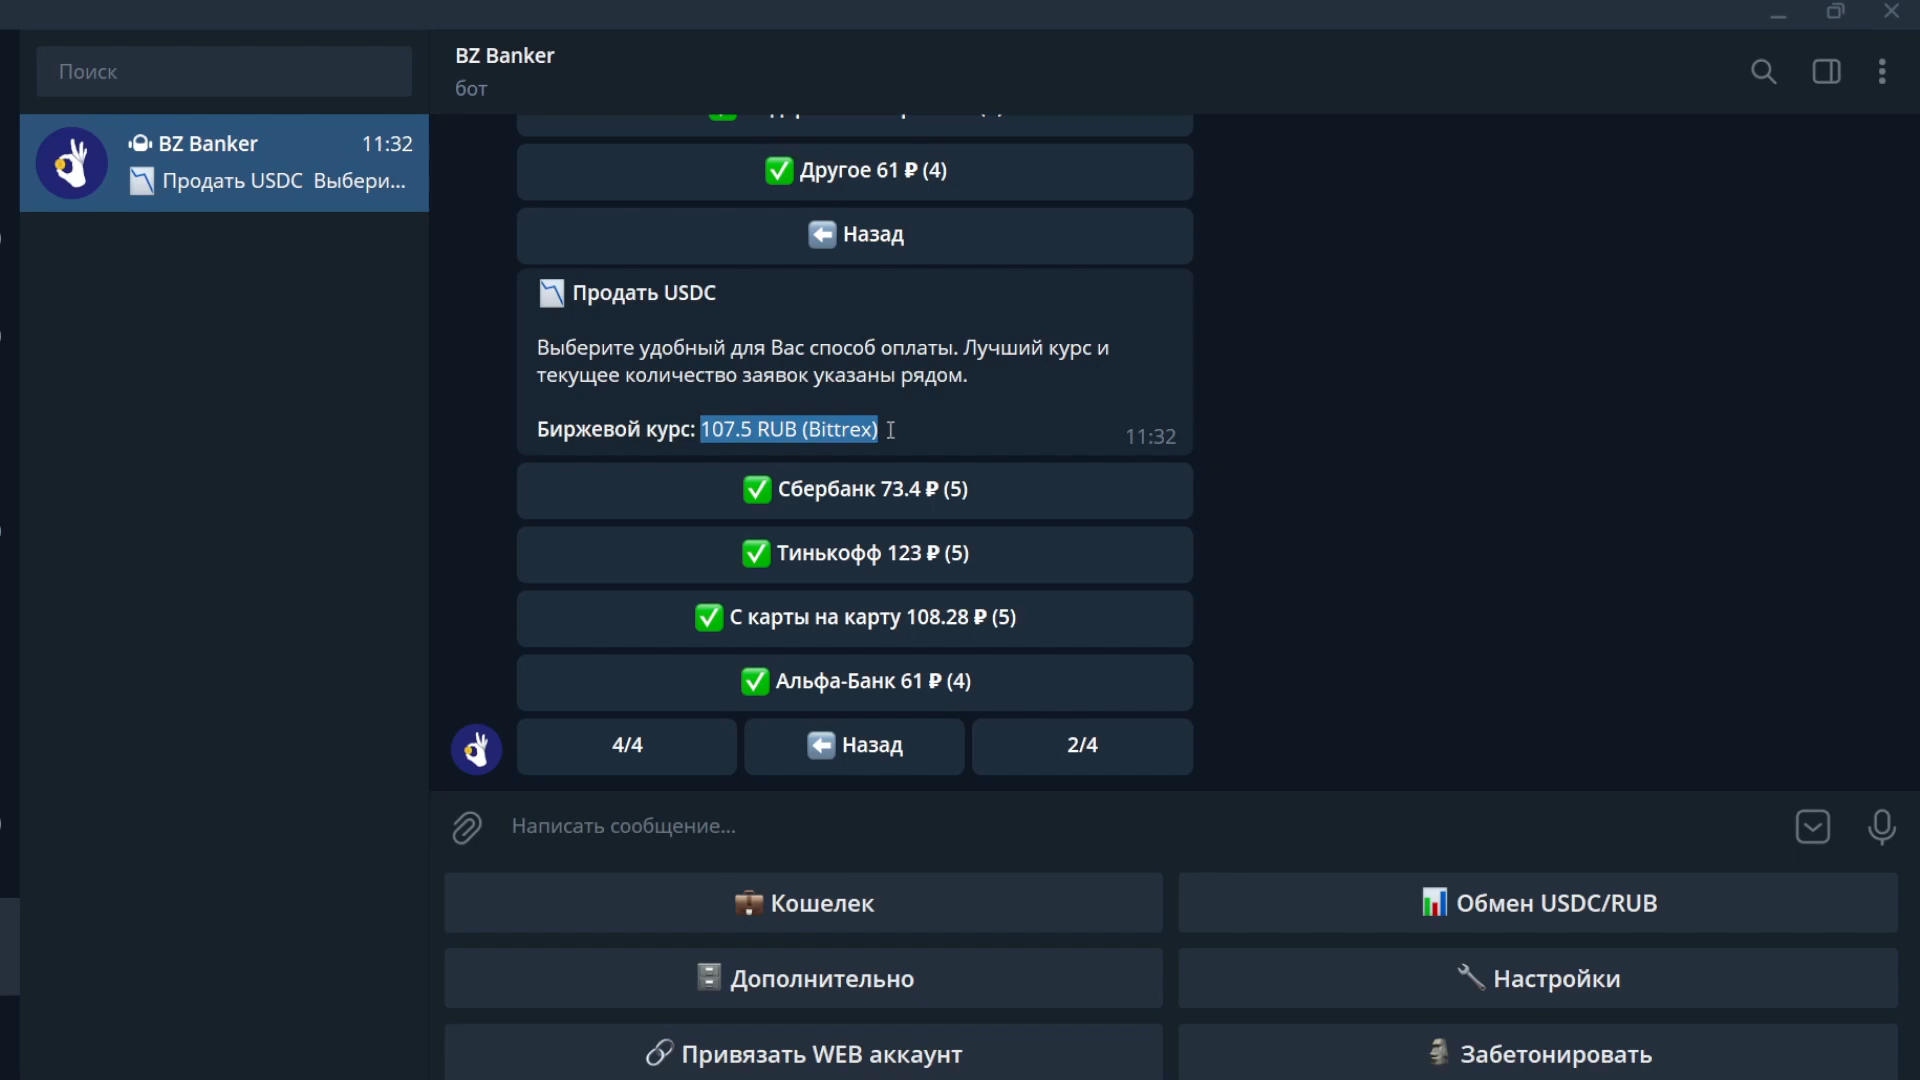 Поиск
BZ Banker
11:32
Продать USDC Выбери...
BZ Banker
бот
Другое 61 ₽ (4)
Назад
Продать USDC
Выберите удобный для Вас способ оплаты. Лучший курс и
текущее количество заявок указаны рядом.
Биржевой курс: 107.5 RUB (Bittrex)
11:32
Сбербанк 73.4 ₽ (5)
Тинькофф 123 ₽ (5)
С карты на карту 108.28 ₽ (5)
Альфа-Банк 61 ₽ (4)
4/4
Назад
2/4
Написать сообщение...
Кошелек
Обмен USDC/RUB
Дополнительно
Настройки
Привязать WEB аккаунт
Забетонировать